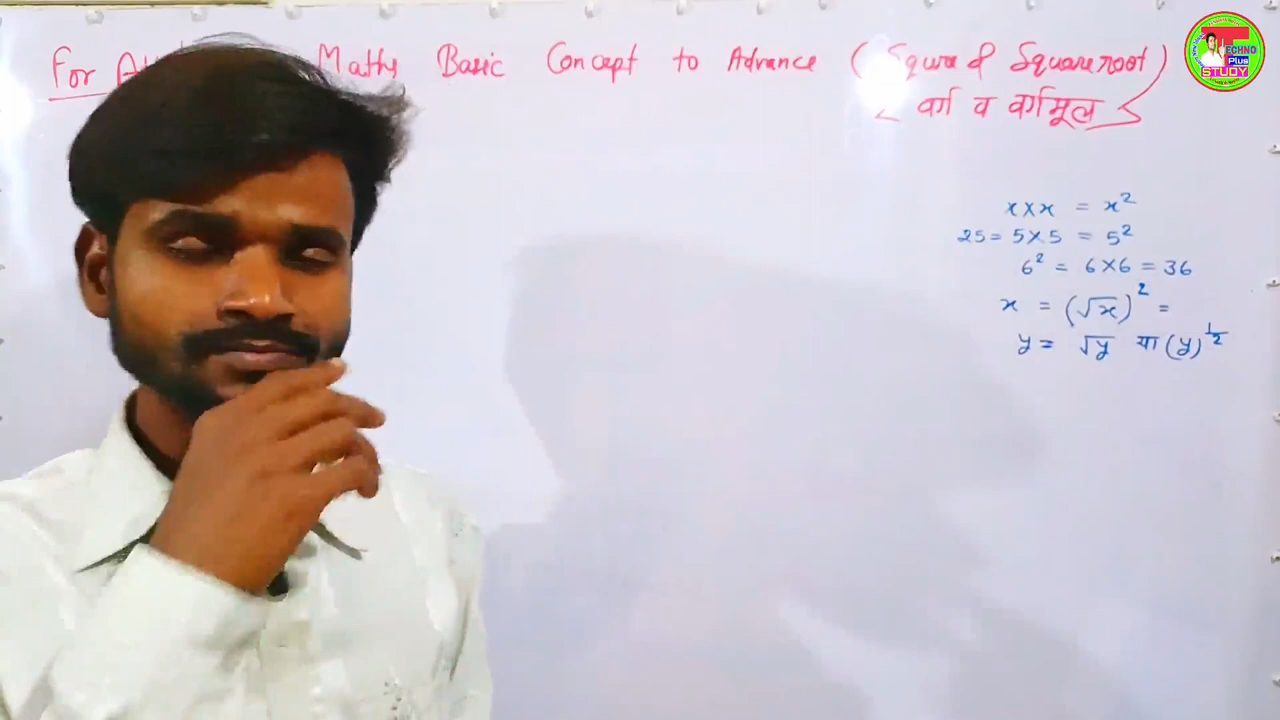 For Maths Basic Concept to Advance (Squre & Square root)
{ वर्ग व वर्गमूल }
x×x = x²
25 = 5×5 = 5²
6² = 6×6 = 36
x = (√x)² =
y = √y या (y)^½
TECHNO
Plus
STUDY